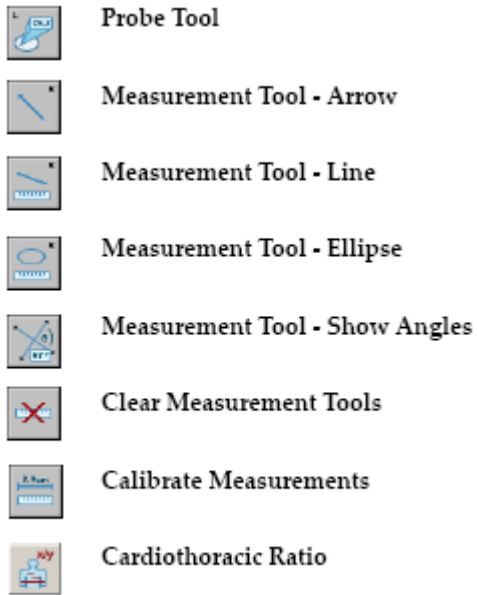 Probe Tool
Measurement Tool - Arrow
Measurement Tool - Line
Measurement Tool - Ellipse
Measurement Tool - Show Angles
Clear Measurement Tools
Calibrate Measurements
x/y
Cardiothoracic Ratio